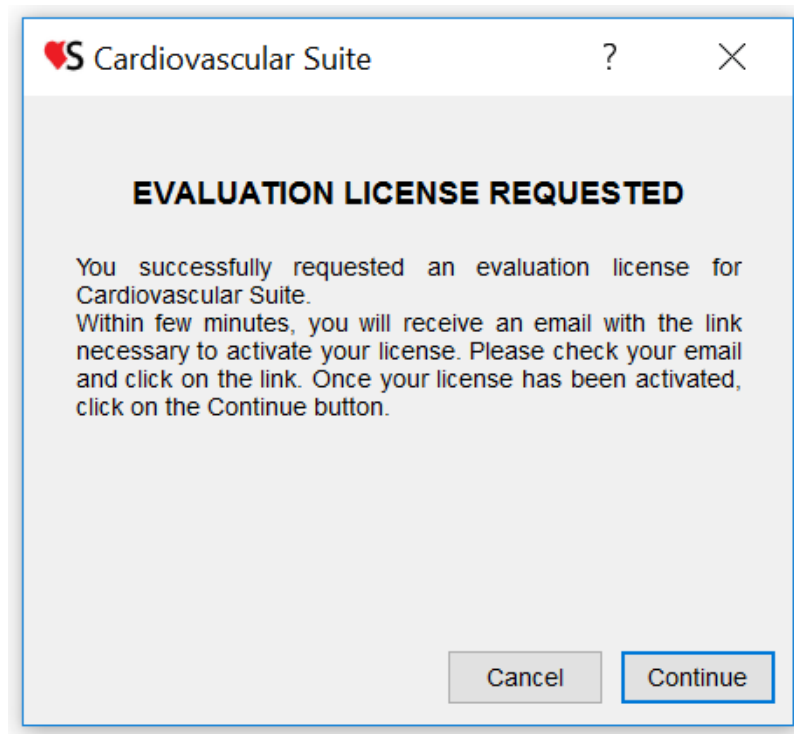 S Cardiovascular Suite ? 
EVALUATION LICENSE REQUESTED
You successfully requested an evaluation license for
Cardiovascular Suite.
Within few minutes, you will receive an email with the link
necessary to activate your license. Please check your email
and click on the link. Once your license has been activated,
click on the Continue button.
Cancel Continue